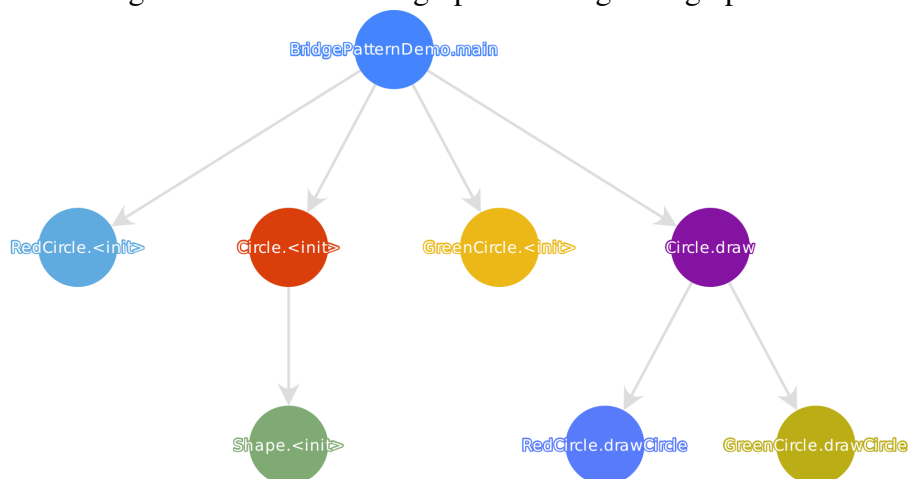 BridgePatternDemo.main
RedCircle.<init>
Circle.<init>
GreenCircle.<init>
Circle.draw
Shape.<init>
RedCircle.drawCircle
GreenCircle.drawCircle